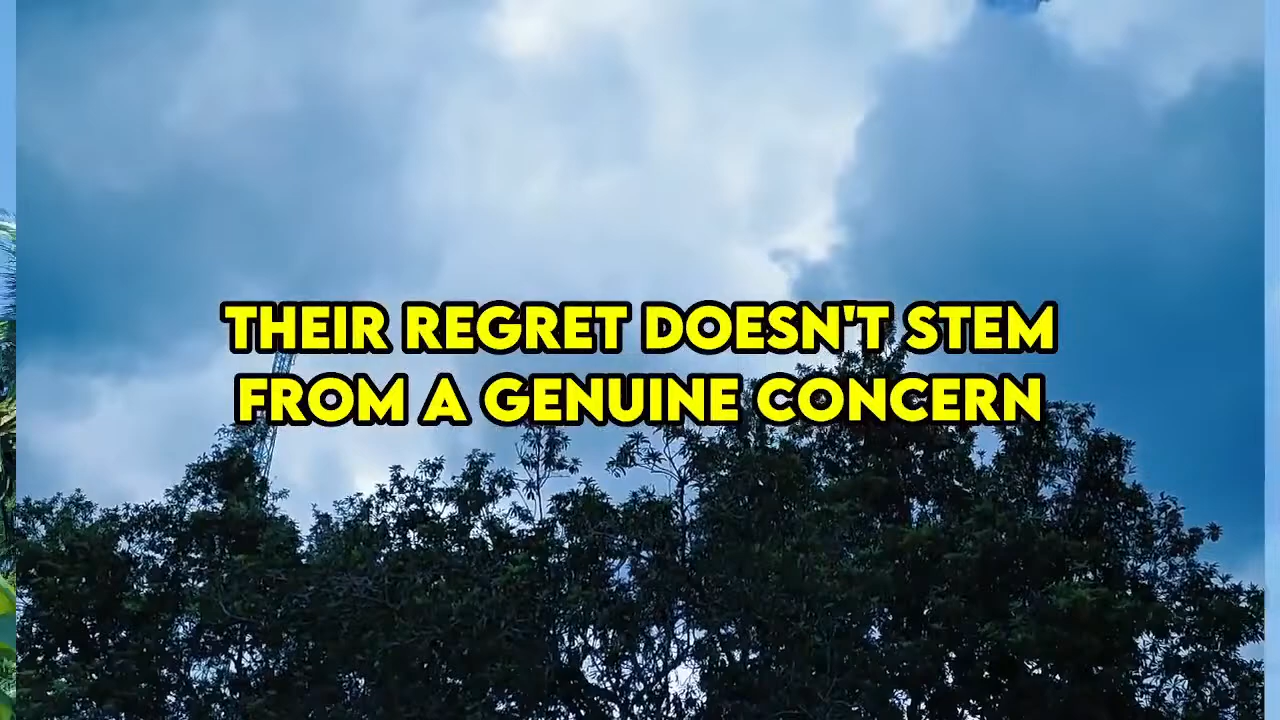 THEIR REGRET DOESN'T STEM
FROM A GENUINE CONCERN